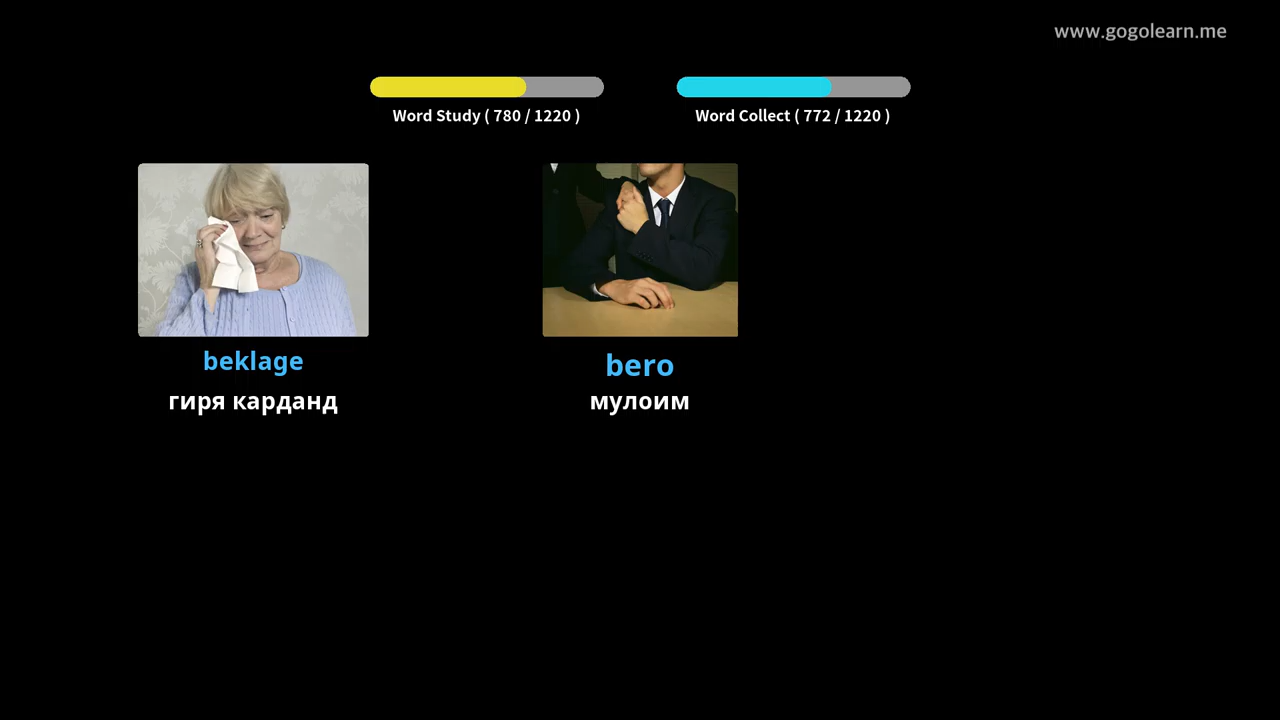 www.gogolearn.me
Word Study ( 780 / 1220 )
Word Collect ( 772 / 1220 )
beklage
гиря карданд
bero
мулоим